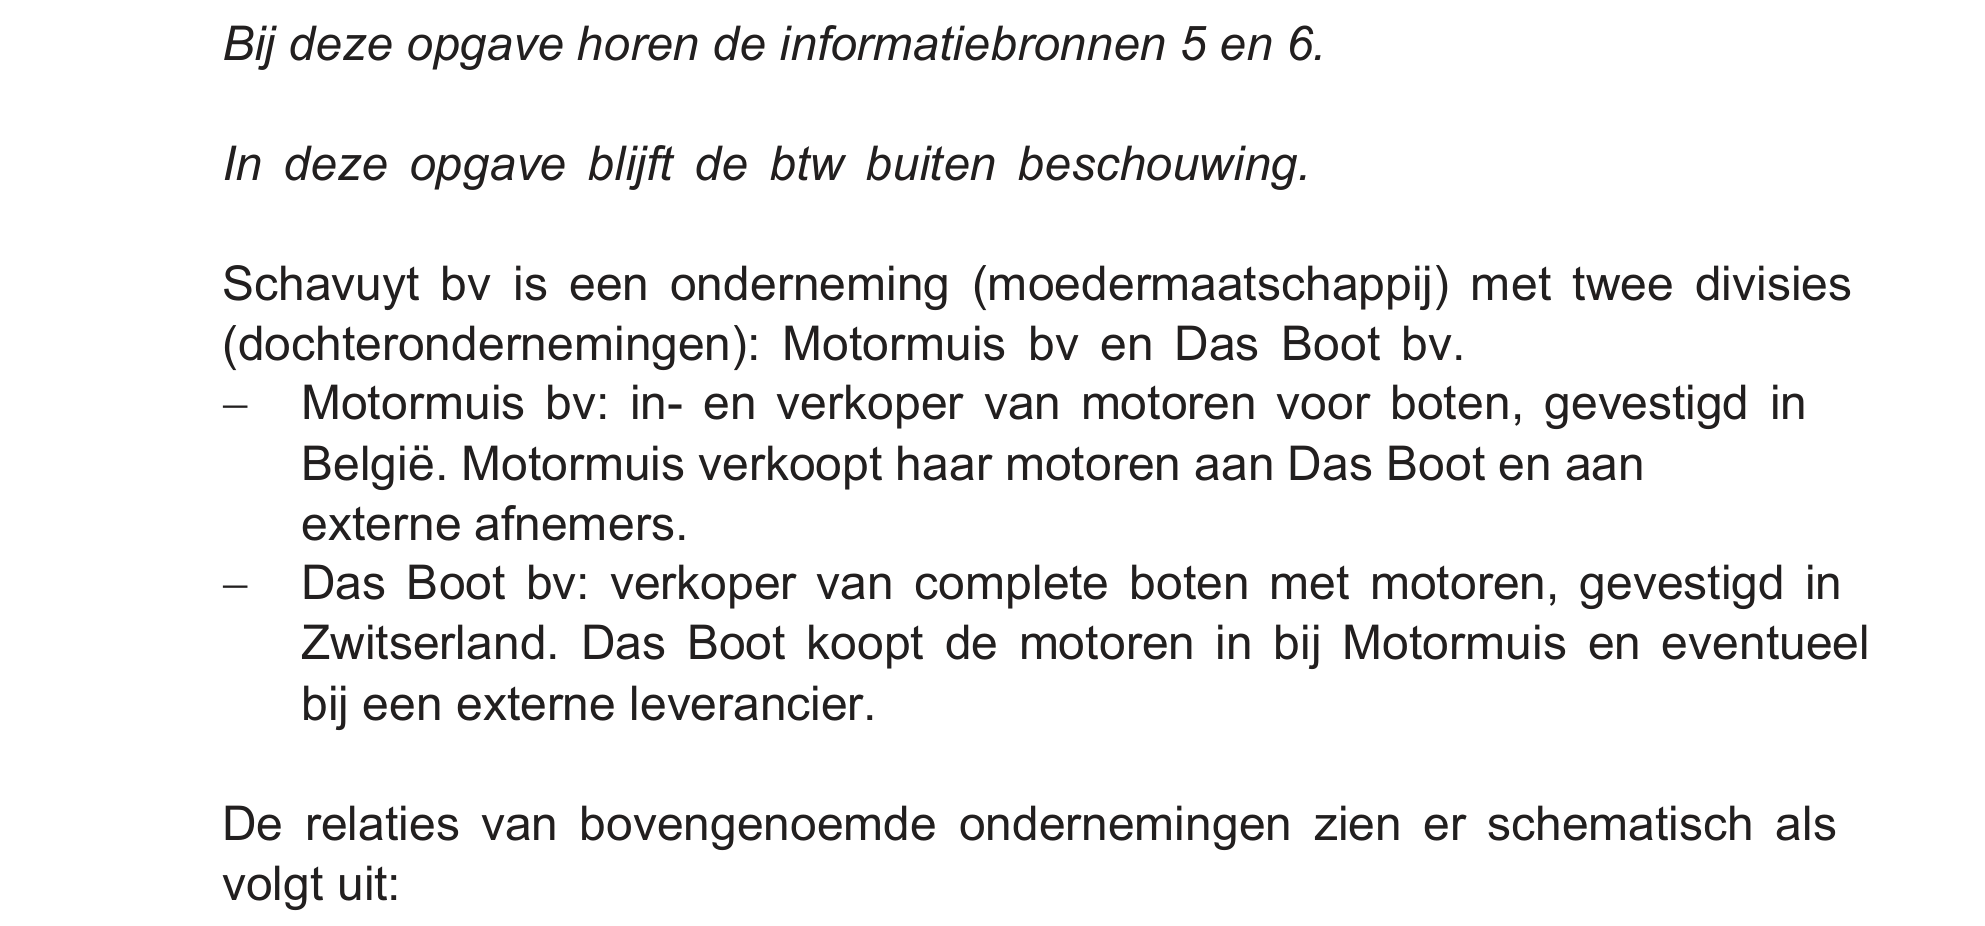 Bij deze opgave horen de informatiebronnen 5 en 6.
In deze opgave blijft de btw buiten beschouwing.
Schavuyt bv is een onderneming (moedermaatschappij) met twee divisies
(dochterondernemingen): Motormuis bv en Das Boot bv.
– Motormuis bv: in- en verkoper van motoren voor boten, gevestigd in
België. Motormuis verkoopt haar motoren aan Das Boot en aan
externe afnemers.
– Das Boot bv: verkoper van complete boten met motoren, gevestigd in
Zwitserland. Das Boot koopt de motoren in bij Motormuis en eventueel
bij een externe leverancier.
De relaties van bovengenoemde ondernemingen zien er schematisch als
volgt uit: